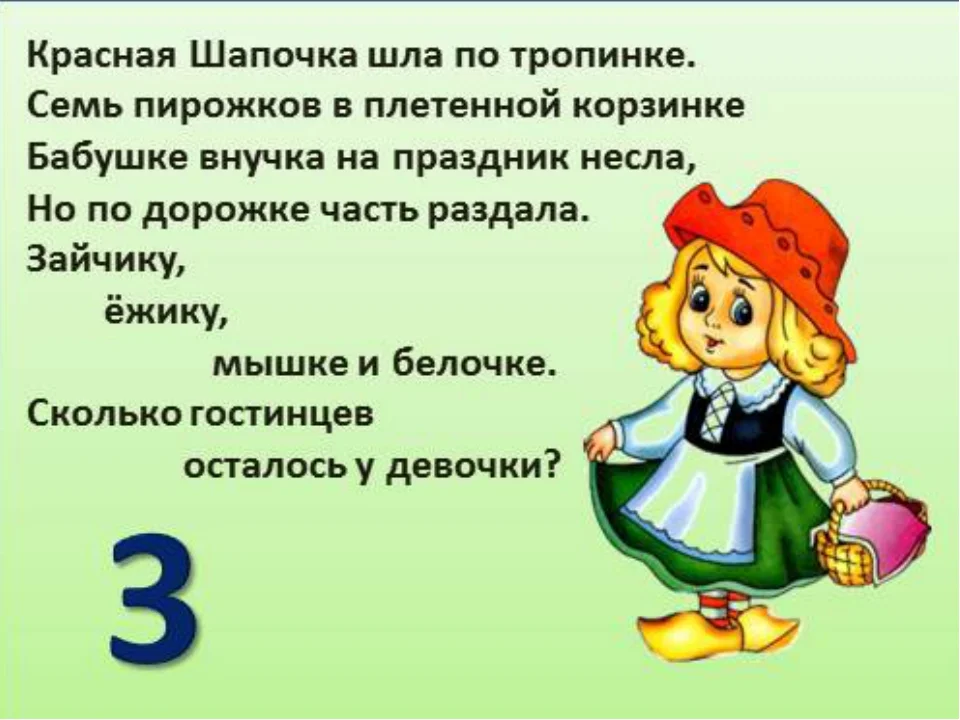 Красная Шапочка шла по тропинке.
Семь пирожков в плетенной корзинке
Бабушке внучка на праздник несла,
Но по дорожке часть раздала.
Зайчику,
ёжику,
мышке и белочке.
Сколько гостинцев
осталось у девочки?
3